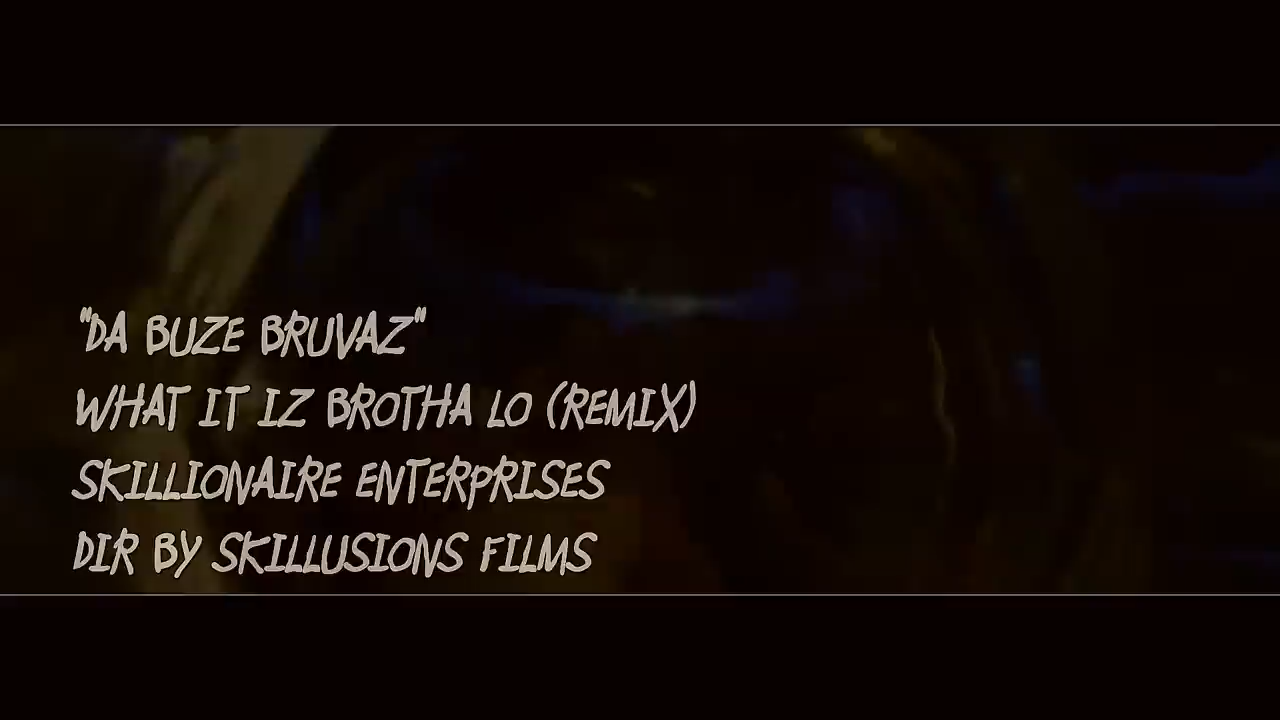 "DA BUZE BRUVAZ"
WHAT IT IZ BROTHA LO (REMIX)
SKILLIONAIRE ENTERPRISES
DIR BY SKILLUSIONS FILMS